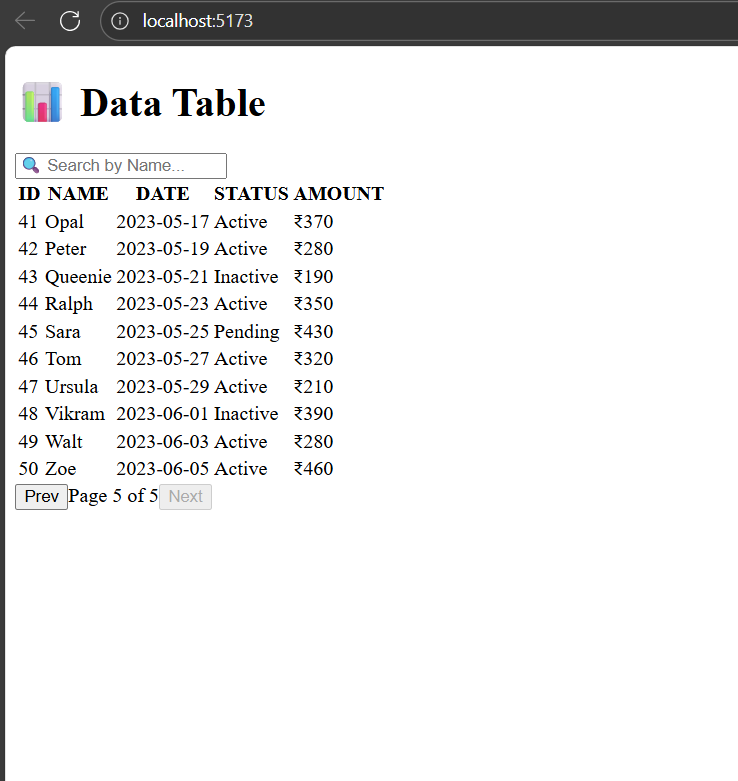 localhost:5173
Data Table
Search by Name...
ID NAME DATE STATUS AMOUNT
41 Opal 2023-05-17 Active ₹370
42 Peter 2023-05-19 Active ₹280
43 Queenie 2023-05-21 Inactive ₹190
44 Ralph 2023-05-23 Active ₹350
45 Sara 2023-05-25 Pending ₹430
46 Tom 2023-05-27 Active ₹320
47 Ursula 2023-05-29 Active ₹210
48 Vikram 2023-06-01 Inactive ₹390
49 Walt 2023-06-03 Active ₹280
50 Zoe 2023-06-05 Active ₹460
Prev Page 5 of 5 Next